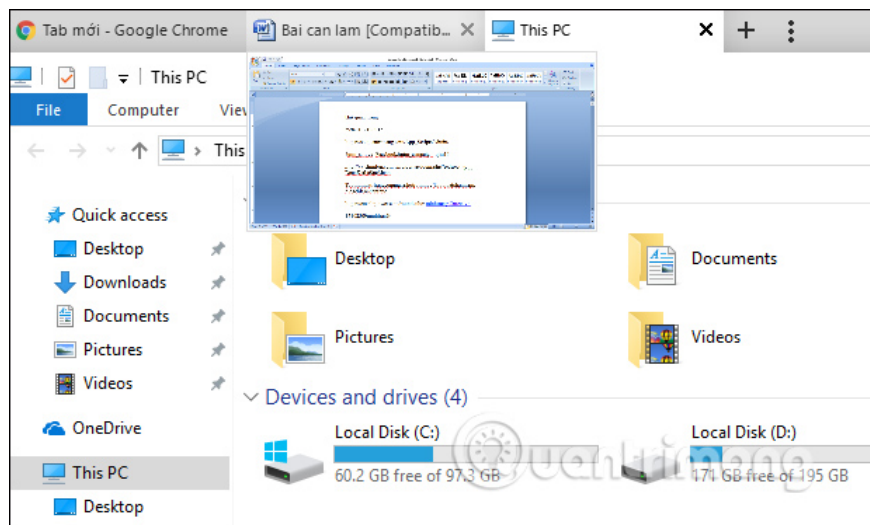 Tab mới - Google Chrome
Bai can lam [Compatib...
This PC
This PC
File
Computer
This
Quick access
Desktop
Downloads
Documents
Pictures
Videos
OneDrive
This PC
Desktop
Desktop
Documents
Pictures
Videos
Devices and drives (4)
Local Disk (C:)
60.2 GB free of 97.3 GB
Local Disk (D:)
171 GB free of 195 GB
uantrimang